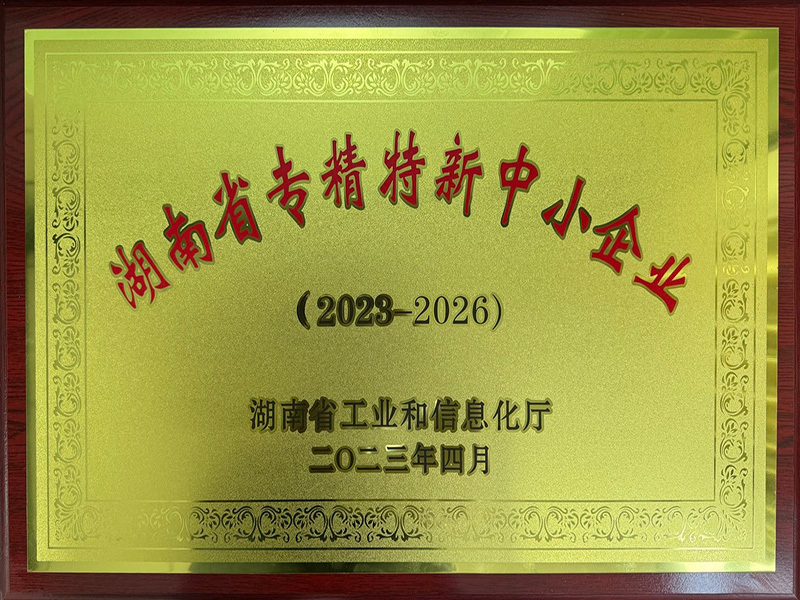 湖南省专精特新中小企业
（2023-2026）
湖南省工业和信息化厅
二〇二三年四月